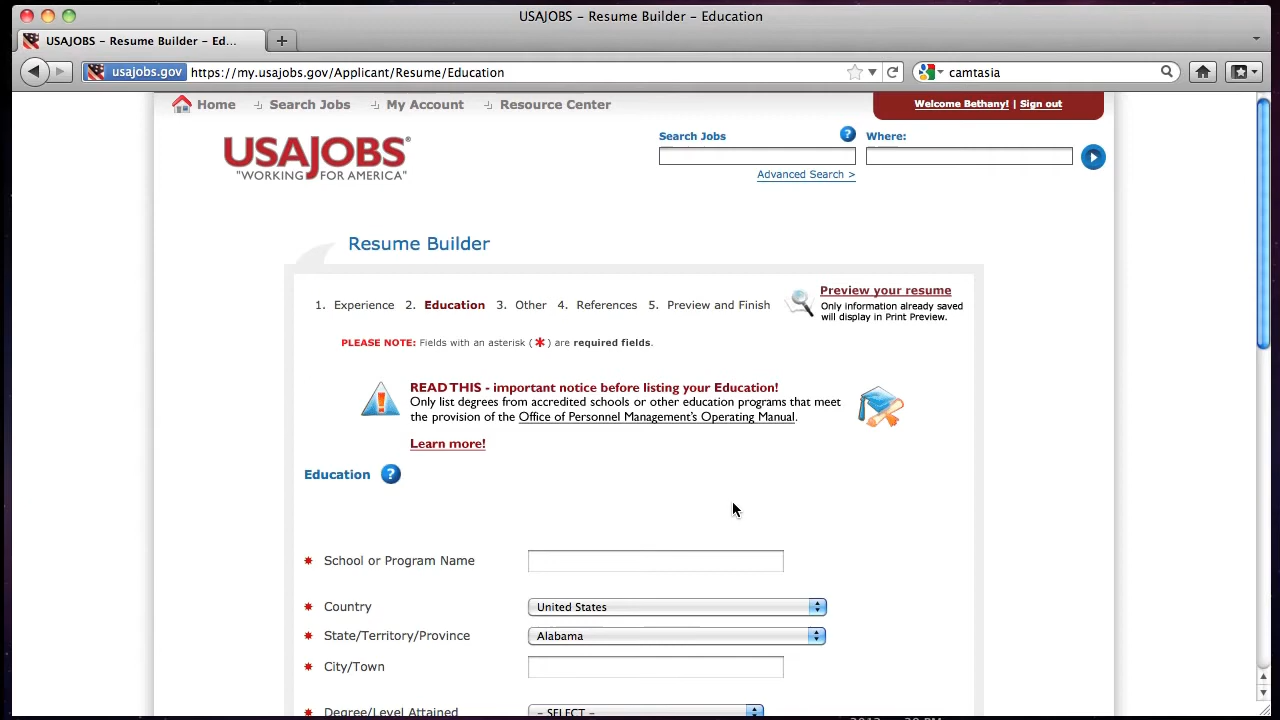 USAJOBS – Resume Builder – Education
USAJOBS – Resume Builder – Ed...
usajobs.gov https://my.usajobs.gov/Applicant/Resume/Education
camtasia
Home Search Jobs My Account Resource Center
Welcome Bethany! | Sign out
USAJOBS®
"WORKING FOR AMERICA"
Search Jobs ? Where:
Advanced Search >
Resume Builder
1. Experience 2. Education 3. Other 4. References 5. Preview and Finish
Preview your resume
Only information already saved
will display in Print Preview.
PLEASE NOTE: Fields with an asterisk ( * ) are required fields.
READ THIS - important notice before listing your Education!
Only list degrees from accredited schools or other education programs that meet
the provision of the Office of Personnel Management's Operating Manual.
Learn more!
Education ?
* School or Program Name
* Country United States
* State/Territory/Province Alabama
* City/Town
* Degree/Level Attained – SELECT –